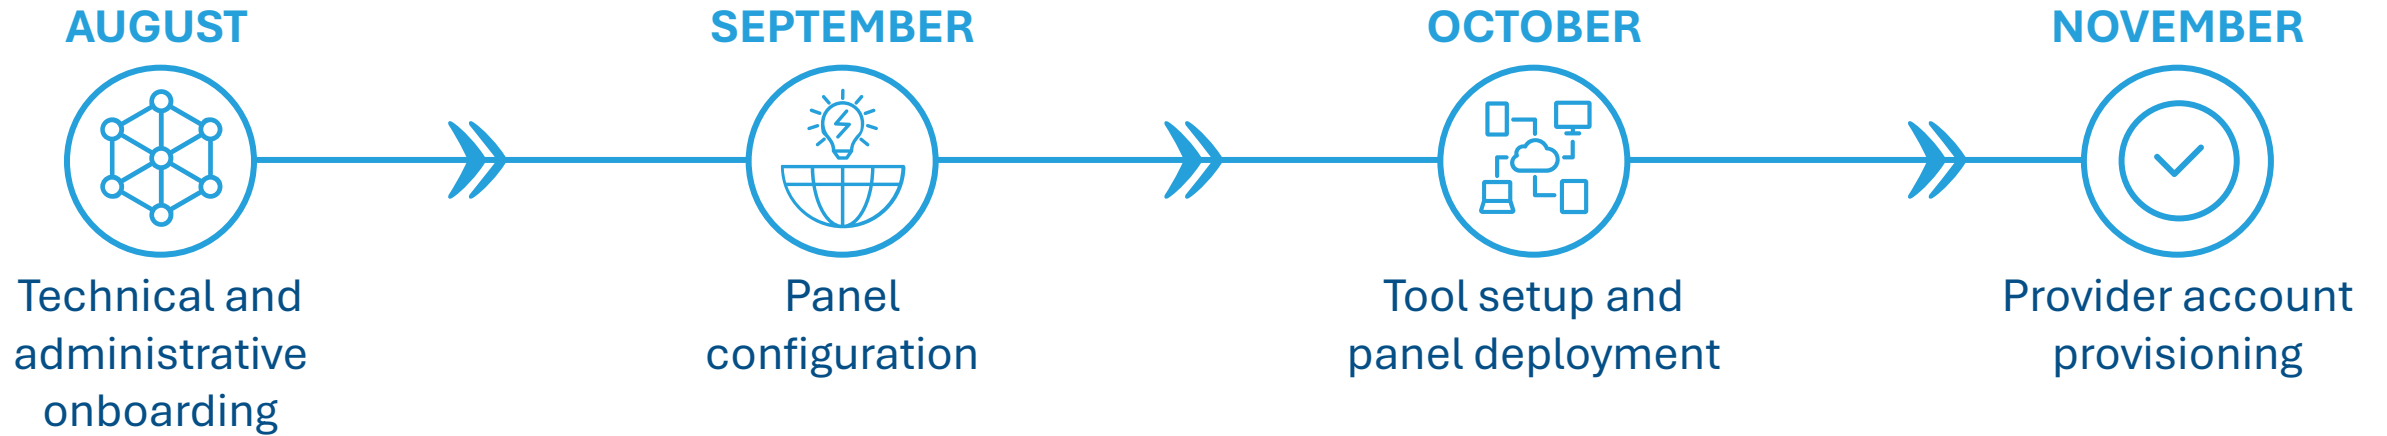 AUGUST
Technical and
administrative
onboarding
SEPTEMBER
Panel
configuration
OCTOBER
Tool setup and
panel deployment
NOVEMBER
Provider account
provisioning